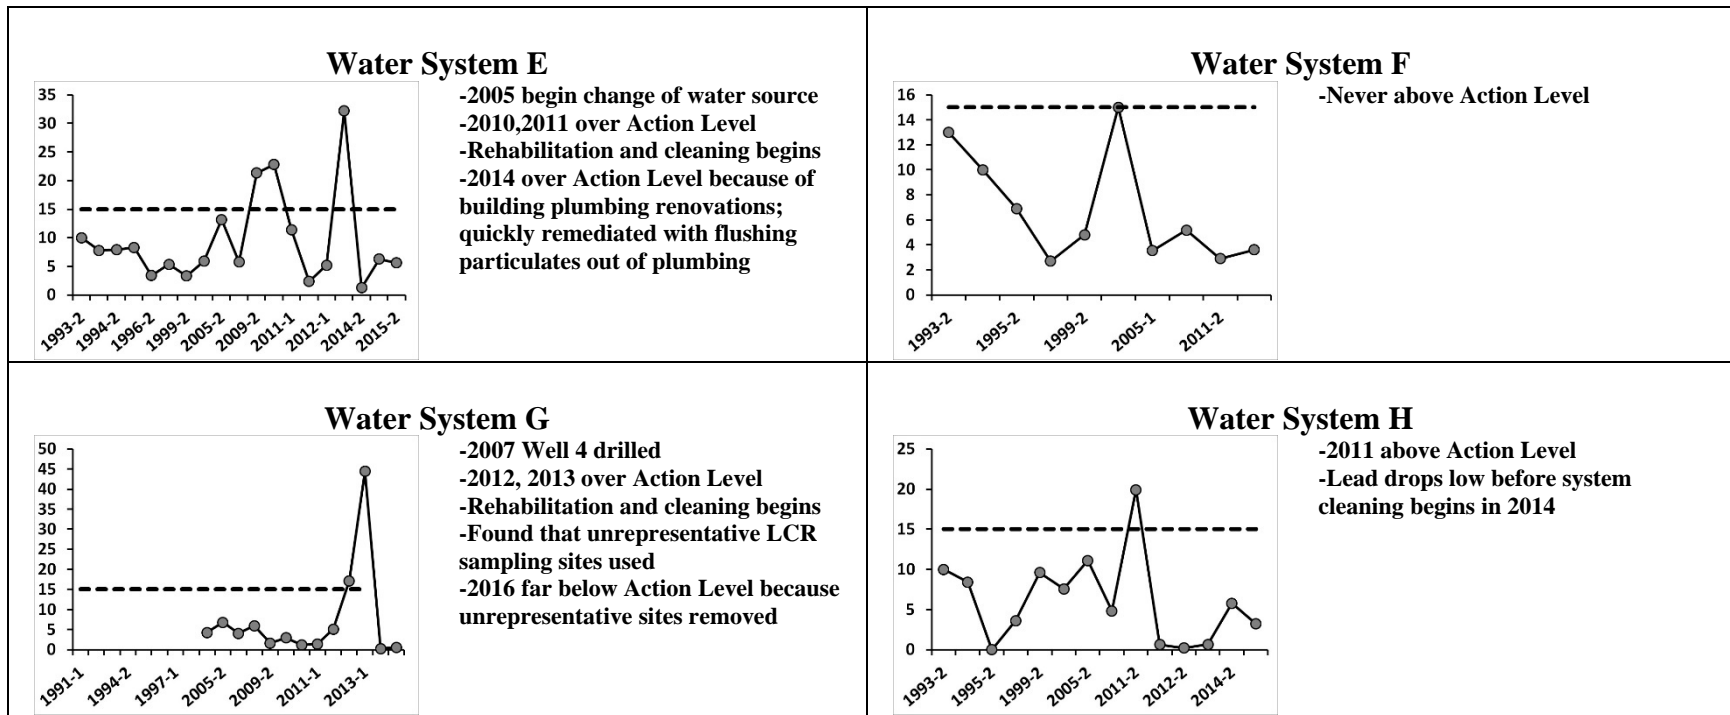 Water System E
35
30
25
20
15
10
5
0
1993-2
1994-2
1996-2
1999-2
2005-2
2009-2
2011-1
2012-1
2014-2
2015-2
-2005 begin change of water source
-2010,2011 over Action Level
-Rehabilitation and cleaning begins
-2014 over Action Level because of
building plumbing renovations;
quickly remediated with flushing
particulates out of plumbing
Water System F
16
14
12
10
8
6
4
2
0
1993-2
1995-2
1999-2
2005-1
2011-2
-Never above Action Level
Water System G
50
45
40
35
30
25
20
15
10
5
0
1991-1
1994-2
1997-1
2005-2
2009-2
2011-1
2013-1
-2007 Well 4 drilled
-2012, 2013 over Action Level
-Rehabilitation and cleaning begins
-Found that unrepresentative LCR
sampling sites used
-2016 far below Action Level because
unrepresentative sites removed
Water System H
25
20
15
10
5
0
1993-2
1995-2
1999-2
2005-2
2011-2
2012-2
2014-2
-2011 above Action Level
-Lead drops low before system
cleaning begins in 2014